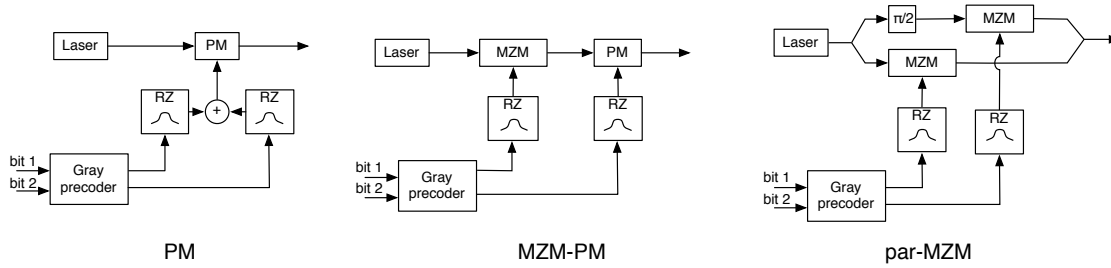 Laser
PM
RZ
+
RZ
bit 1
bit 2
Gray
precoder
PM
Laser
MZM
PM
RZ
RZ
bit 1
bit 2
Gray
precoder
MZM-PM
Laser
π/2
MZM
MZM
RZ
RZ
bit 1
bit 2
Gray
precoder
par-MZM